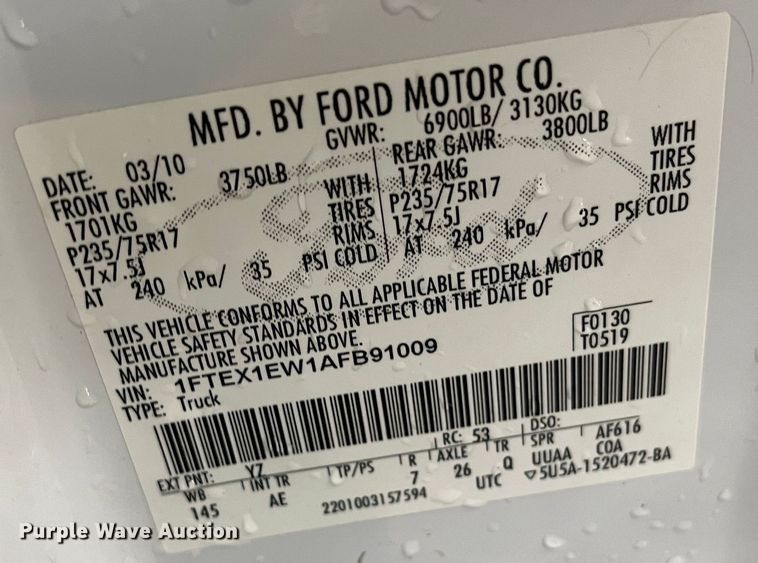 MFD. BY FORD MOTOR CO.
DATE: 03/10 GVWR: 6900LB/ 3130KG
FRONT GAWR: 3750LB REAR GAWR: 3800LB
1701KG WITH 1724KG WITH
P235/75R17 TIRES P235/75R17 TIRES
17x7.5J RIMS 17x7.5J RIMS
AT 240 kPa/ 35 PSI COLD AT 240 kPa/ 35 PSI COLD
THIS VEHICLE CONFORMS TO ALL APPLICABLE FEDERAL MOTOR
VEHICLE SAFETY STANDARDS IN EFFECT ON THE DATE OF
MANUFACTURE SHOWN ABOVE.
VIN: 1FTEX1EW1AFB91009 F0130
TYPE: Truck T0519
EXT PNT: YZ RC: 53 DSO: AF616
WB INT TR TP/PS R AXLE TR SPR COA
145 AE 7 26 Q UUAA
2201003157594 UTC ▽5U5A-1520472-BA
Purple Wave Auction